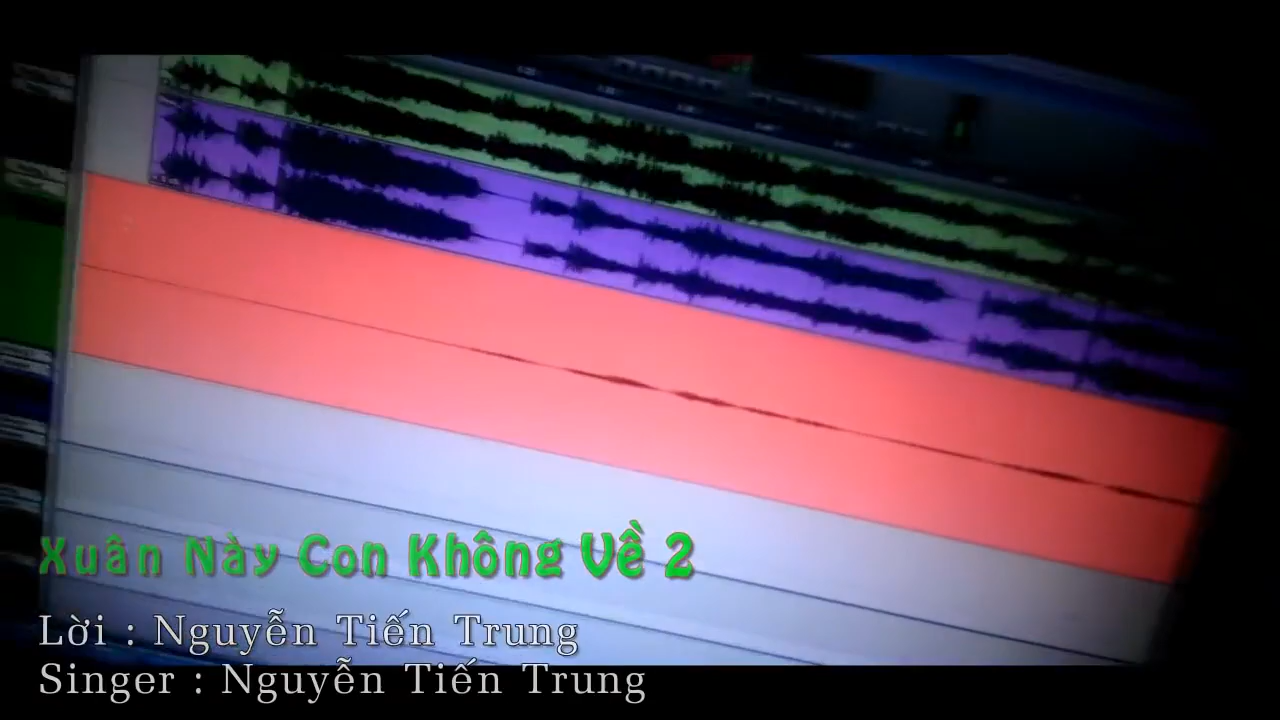 Xuân Này Con Không Về 2
Lời : Nguyễn Tiến Trung
Singer : Nguyễn Tiến Trung